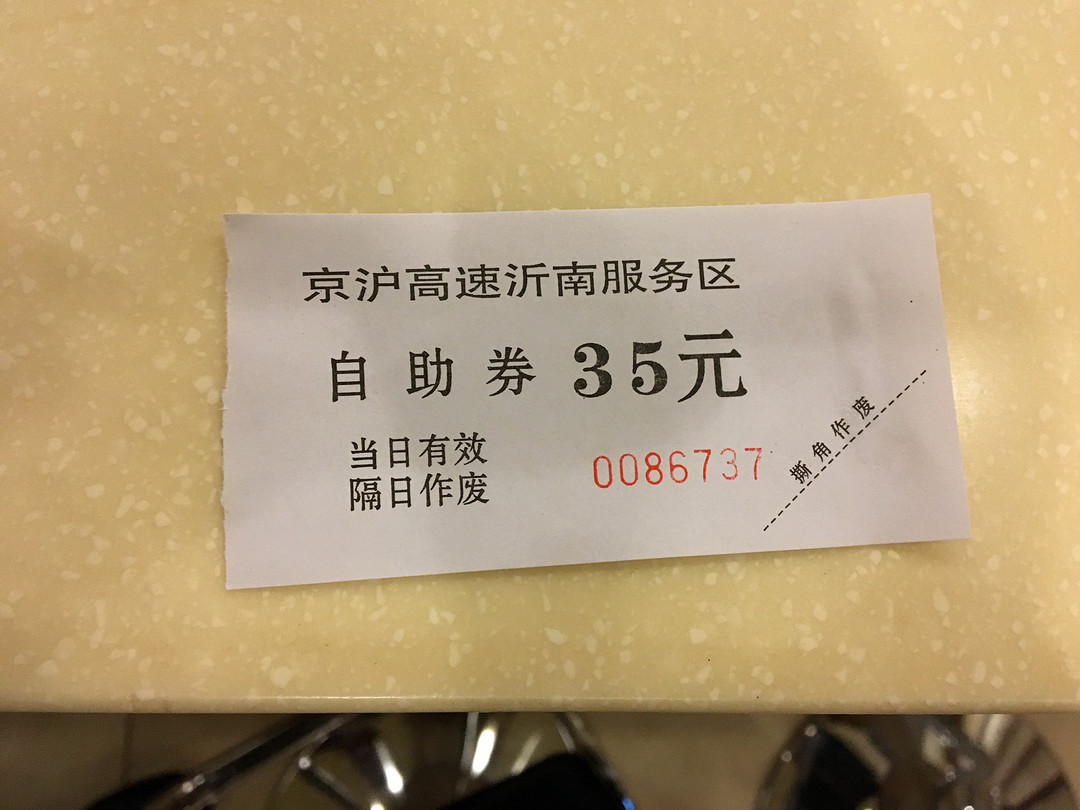 京沪高速沂南服务区
自助券 35元
当日有效
隔日作废
0086737
撕角作废